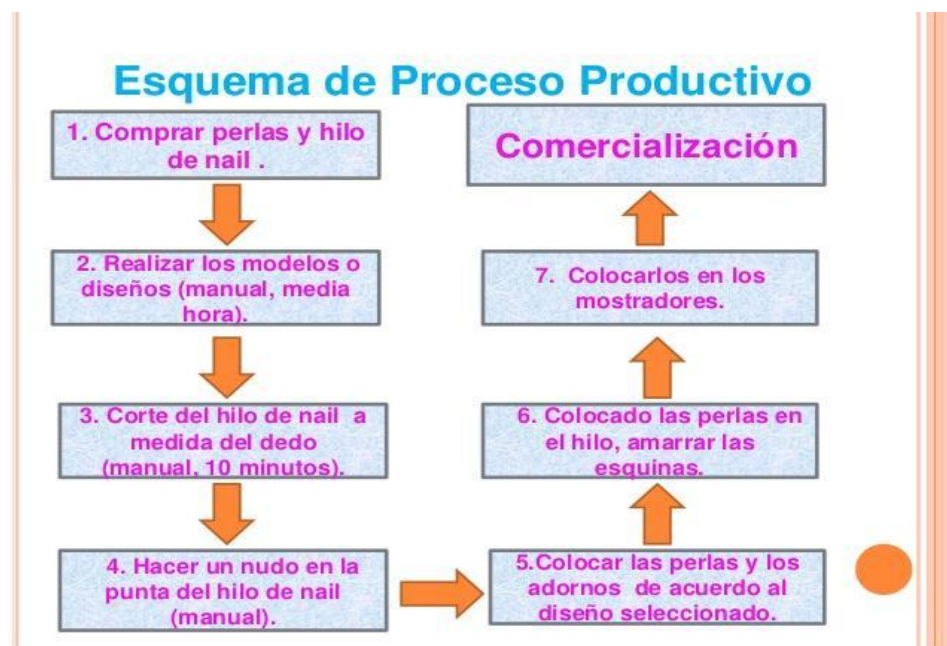 Esquema de Proceso Productivo
1. Comprar perlas y hilo
de nail .
2. Realizar los modelos o
diseños (manual, media
hora).
3. Corte del hilo de nail a
medida del dedo
(manual, 10 minutos).
4. Hacer un nudo en la
punta del hilo de nail
(manual).
5.Colocar las perlas y los
adornos de acuerdo al
diseño seleccionado.
6. Colocado las perlas en
el hilo, amarrar las
esquinas.
7. Colocarlos en los
mostradores.
Comercialización